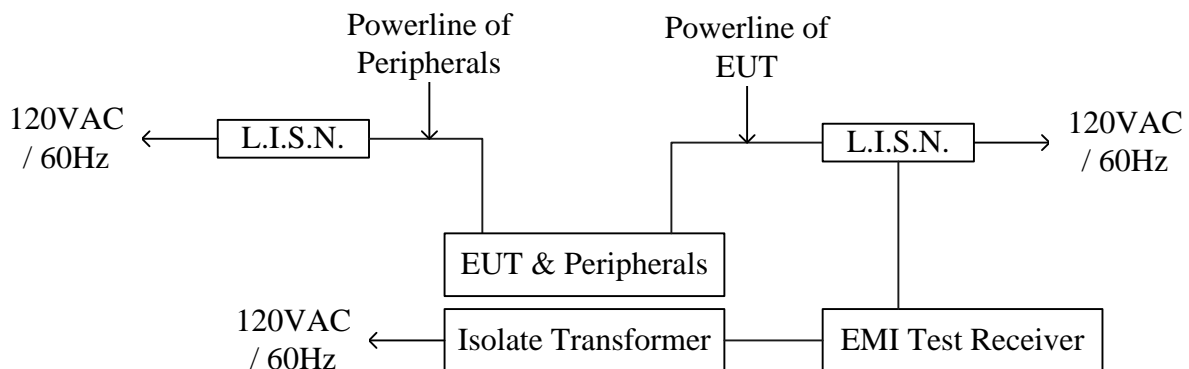 Powerline of
Peripherals
Powerline of
EUT
120VAC
/ 60Hz
L.I.S.N.
L.I.S.N.
120VAC
/ 60Hz
EUT & Peripherals
120VAC
/ 60Hz
Isolate Transformer
EMI Test Receiver